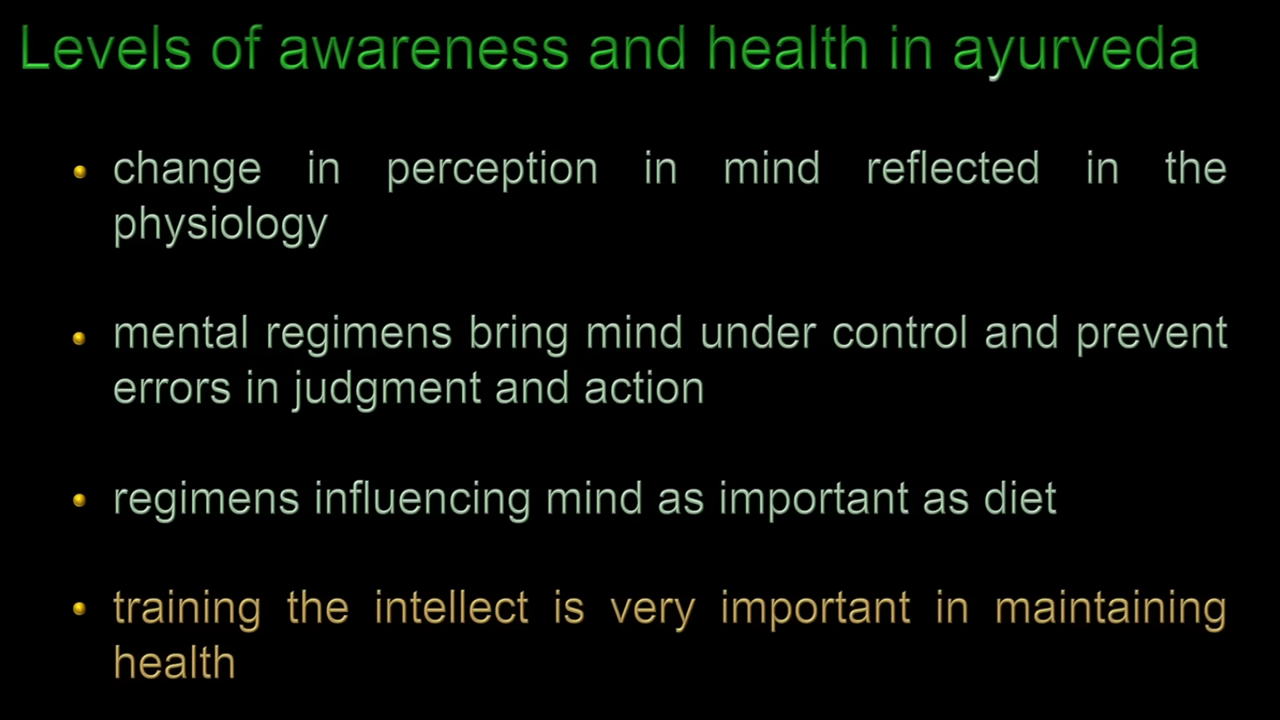 Levels of awareness and health in ayurveda
change in perception in mind reflected in the
physiology
mental regimens bring mind under control and prevent
errors in judgment and action
regimens influencing mind as important as diet
training the intellect is very important in maintaining
health